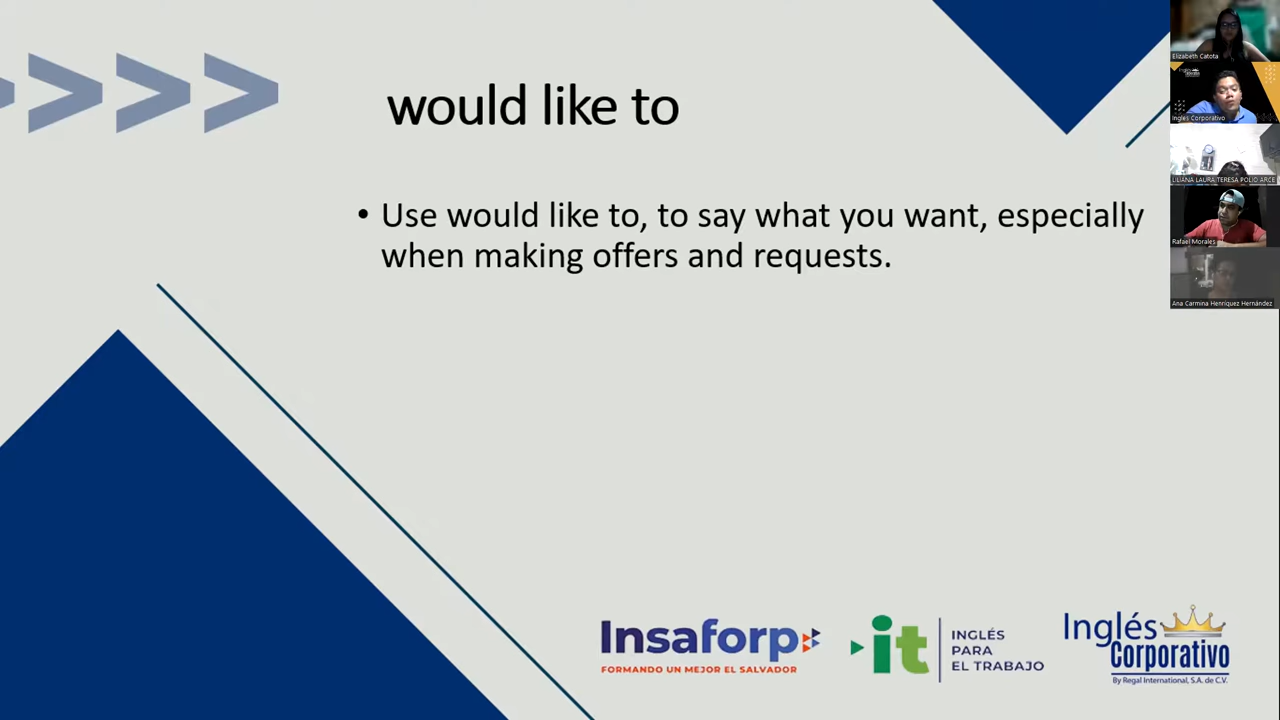 would like to
• Use would like to, to say what you want, especially
when making offers and requests.
Elizabeth Catota
Inglés Corporativo
LILIANA LAURA TERESA POLIO ARCE
Rafael Morales
Ana Carmina Henríquez Hernández
Insaforp
FORMANDO UN MEJOR EL SALVADOR
it
INGLÉS
PARA
EL TRABAJO
Inglés
Corporativo
By Regal International, S.A. de C.V.